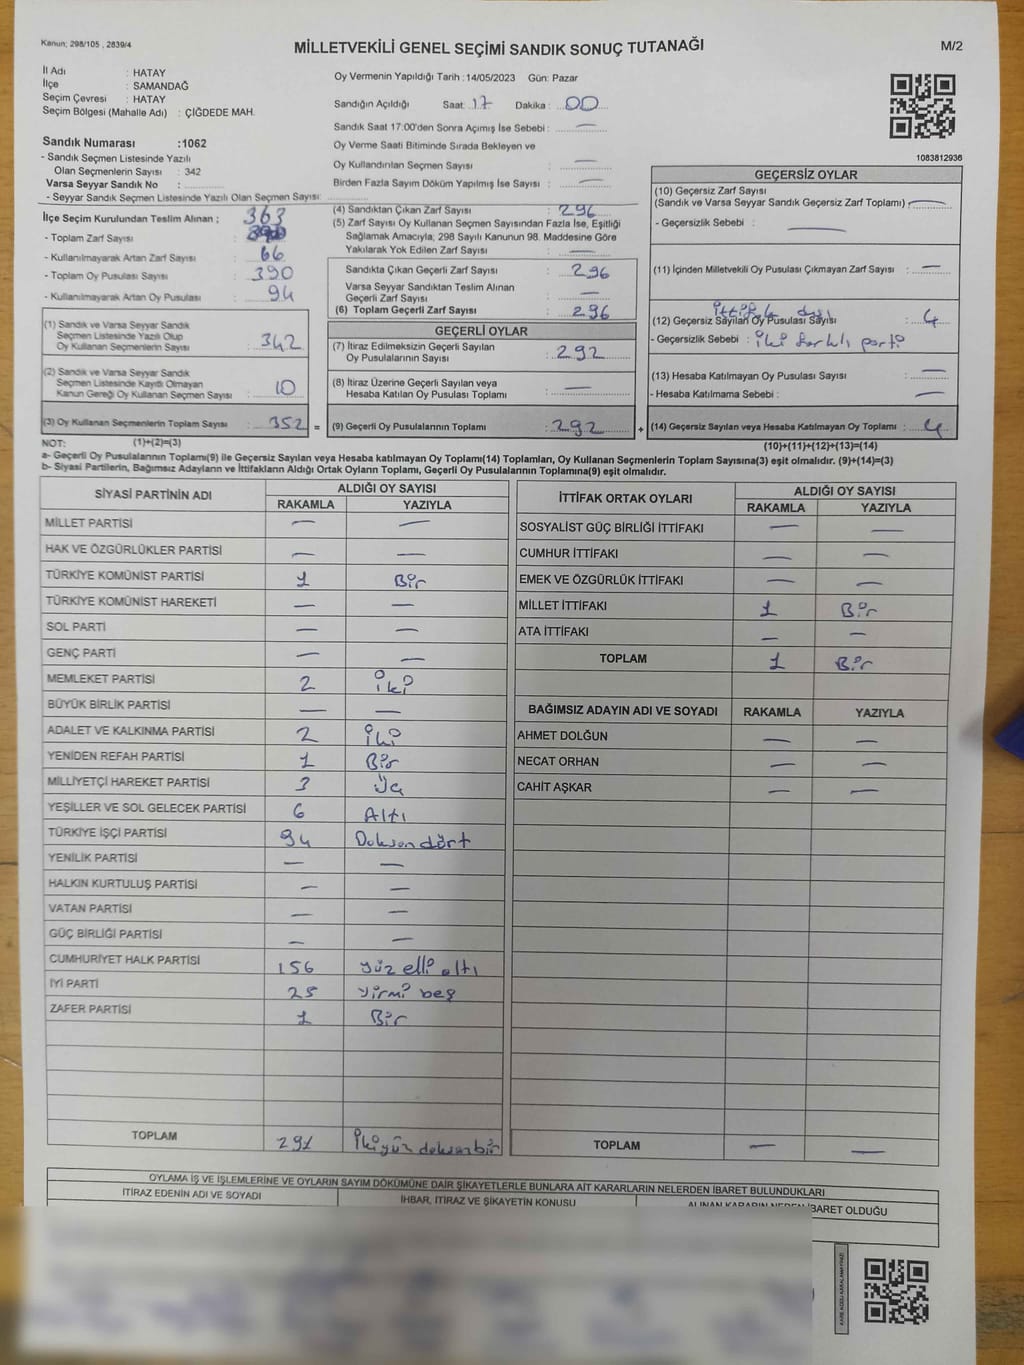 Kanun; 298/105 , 2839/4
MİLLETVEKİLİ GENEL SEÇİMİ SANDIK SONUÇ TUTANAĞI
M/2
İl Adı : HATAY
İlçe : SAMANDAĞ
Seçim Çevresi : HATAY
Seçim Bölgesi (Mahalle Adı) : ÇİĞDEDE MAH.
Sandık Numarası :1062
- Sandık Seçmen Listesinde Yazılı
Olan Seçmenlerin Sayısı : 342
Varsa Seyyar Sandık No :
- Seyyar Sandık Seçmen Listesinde Yazılı Olan Seçmen Sayısı:
Oy Vermenin Yapıldığı Tarih :14/05/2023 Gün: Pazar
Sandığın Açıldığı Saat: 17 Dakika : 00
Sandık Saat 17:00'den Sonra Açımış İse Sebebi : —
Oy Verme Saati Bitiminde Sırada Bekleyen ve
Oy Kullandırılan Seçmen Sayısı —
Birden Fazla Sayım Döküm Yapılmış İse Sayısı : —
1083812936
İlçe Seçim Kurulundan Teslim Alınan ; 363
- Toplam Zarf Sayısı :
- Kullanılmayarak Artan Zarf Sayısı : 66
- Toplam Oy Pusulası Sayısı : 390
- Kullanılmayarak Artan Oy Pusulası : 94
(1) Sandık ve Varsa Seyyar Sandık
Seçmen Listesinde Yazılı Olup
Oy Kullanan Seçmenlerin Sayısı : 342
(2) Sandık ve Varsa Seyyar Sandık
Seçmen Listesinde Kayıtlı Olmayan
Kanun Gereği Oy Kullanan Seçmen Sayısı : 10
(3) Oy Kullanan Seçmenlerin Toplam Sayısı : 352 =
(4) Sandıktan Çıkan Zarf Sayısı : 296
(5) Zarf Sayısı Oy Kullanan Seçmen Sayısından Fazla İse, Eşitliği
Sağlamak Amacıyla; 298 Sayılı Kanunun 98. Maddesine Göre
Yakılarak Yok Edilen Zarf Sayısı : —
Sandıkta Çıkan Geçerli Zarf Sayısı : 296
Varsa Seyyar Sandıktan Teslim Alınan
Geçerli Zarf Sayısı : —
(6) Toplam Geçerli Zarf Sayısı : 296
GEÇERLİ OYLAR
(7) İtiraz Edilmeksizin Geçerli Sayılan
Oy Pusulalarının Sayısı : 292
(8) İtiraz Üzerine Geçerli Sayılan veya
Hesaba Katılan Oy Pusulası Toplamı : —
(9) Geçerli Oy Pusulalarının Toplamı : 292 +
GEÇERSİZ OYLAR
(10) Geçersiz Zarf Sayısı
(Sandık ve Varsa Seyyar Sandık Geçersiz Zarf Toplamı) : —
- Geçersizlik Sebebi : —
(11) İçinden Milletvekili Oy Pusulası Çıkmayan Zarf Sayısı : —
(12) Geçersiz Sayılan Oy Pusulası Sayısı : 4
- Geçersizlik Sebebi : iki farklı parti
(13) Hesaba Katılmayan Oy Pusulası Sayısı : —
- Hesaba Katılmama Sebebi : —
(14) Geçersiz Sayılan veya Hesaba Katılmayan Oy Toplamı : 4
NOT: (1)+(2)=(3)
(10)+(11)+(12)+(13)=(14)
a- Geçerli Oy Pusulalarının Toplamı(9) ile Geçersiz Sayılan veya Hesaba katılmayan Oy Toplamı(14) Toplamları, Oy Kullanan Seçmenlerin Toplam Sayısına(3) eşit olmalıdır. (9)+(14)=(3)
b- Siyasi Partilerin, Bağımsız Adayların ve İttifakların Aldığı Ortak Oyların Toplamı, Geçerli Oy Pusulalarının Toplamına(9) eşit olmalıdır.
SİYASİ PARTİNİN ADI ALDIĞI OY SAYISI
RAKAMLA YAZIYLA
MİLLET PARTİSİ — —
HAK VE ÖZGÜRLÜKLER PARTİSİ — —
TÜRKİYE KOMÜNİST PARTİSİ 1 Bir
TÜRKİYE KOMÜNİST HAREKETİ — —
SOL PARTİ — —
GENÇ PARTİ — —
MEMLEKET PARTİSİ 2 iki
BÜYÜK BİRLİK PARTİSİ — —
ADALET VE KALKINMA PARTİSİ 2 iki
YENİDEN REFAH PARTİSİ 1 Bir
MİLLİYETÇİ HAREKET PARTİSİ 3 Üç
YEŞİLLER VE SOL GELECEK PARTİSİ 6 Altı
TÜRKİYE İŞÇİ PARTİSİ 94 Doksan dört
YENİLİK PARTİSİ — —
HALKIN KURTULUŞ PARTİSİ — —
VATAN PARTİSİ — —
GÜÇ BİRLİĞİ PARTİSİ — —
CUMHURİYET HALK PARTİSİ 156 yüz elli altı
İYİ PARTİ 25 yirmi beş
ZAFER PARTİSİ 1 Bir
TOPLAM 291 ikiyüz doksanbir
İTTİFAK ORTAK OYLARI ALDIĞI OY SAYISI
RAKAMLA YAZIYLA
SOSYALİST GÜÇ BİRLİĞİ İTTİFAKI — —
CUMHUR İTTİFAKI — —
EMEK VE ÖZGÜRLÜK İTTİFAKI — —
MİLLET İTTİFAKI 1 Bir
ATA İTTİFAKI — —
TOPLAM 1 Bir
BAĞIMSIZ ADAYIN ADI VE SOYADI RAKAMLA YAZIYLA
AHMET DOLĞUN — —
NECAT ORHAN — —
CAHİT AŞKAR — —
TOPLAM — —
OYLAMA İŞ VE İŞLEMLERİNE VE OYLARIN SAYIM DÖKÜMÜNE DAİR ŞİKAYETLERLE BUNLARA AİT KARARLARIN NELERDEN İBARET BULUNDUKLARI
İTİRAZ EDENİN ADI VE SOYADI İHBAR, İTİRAZ VE ŞİKAYETİN KONUSU ALINAN KARARIN NEDEN İBARET OLDUĞU